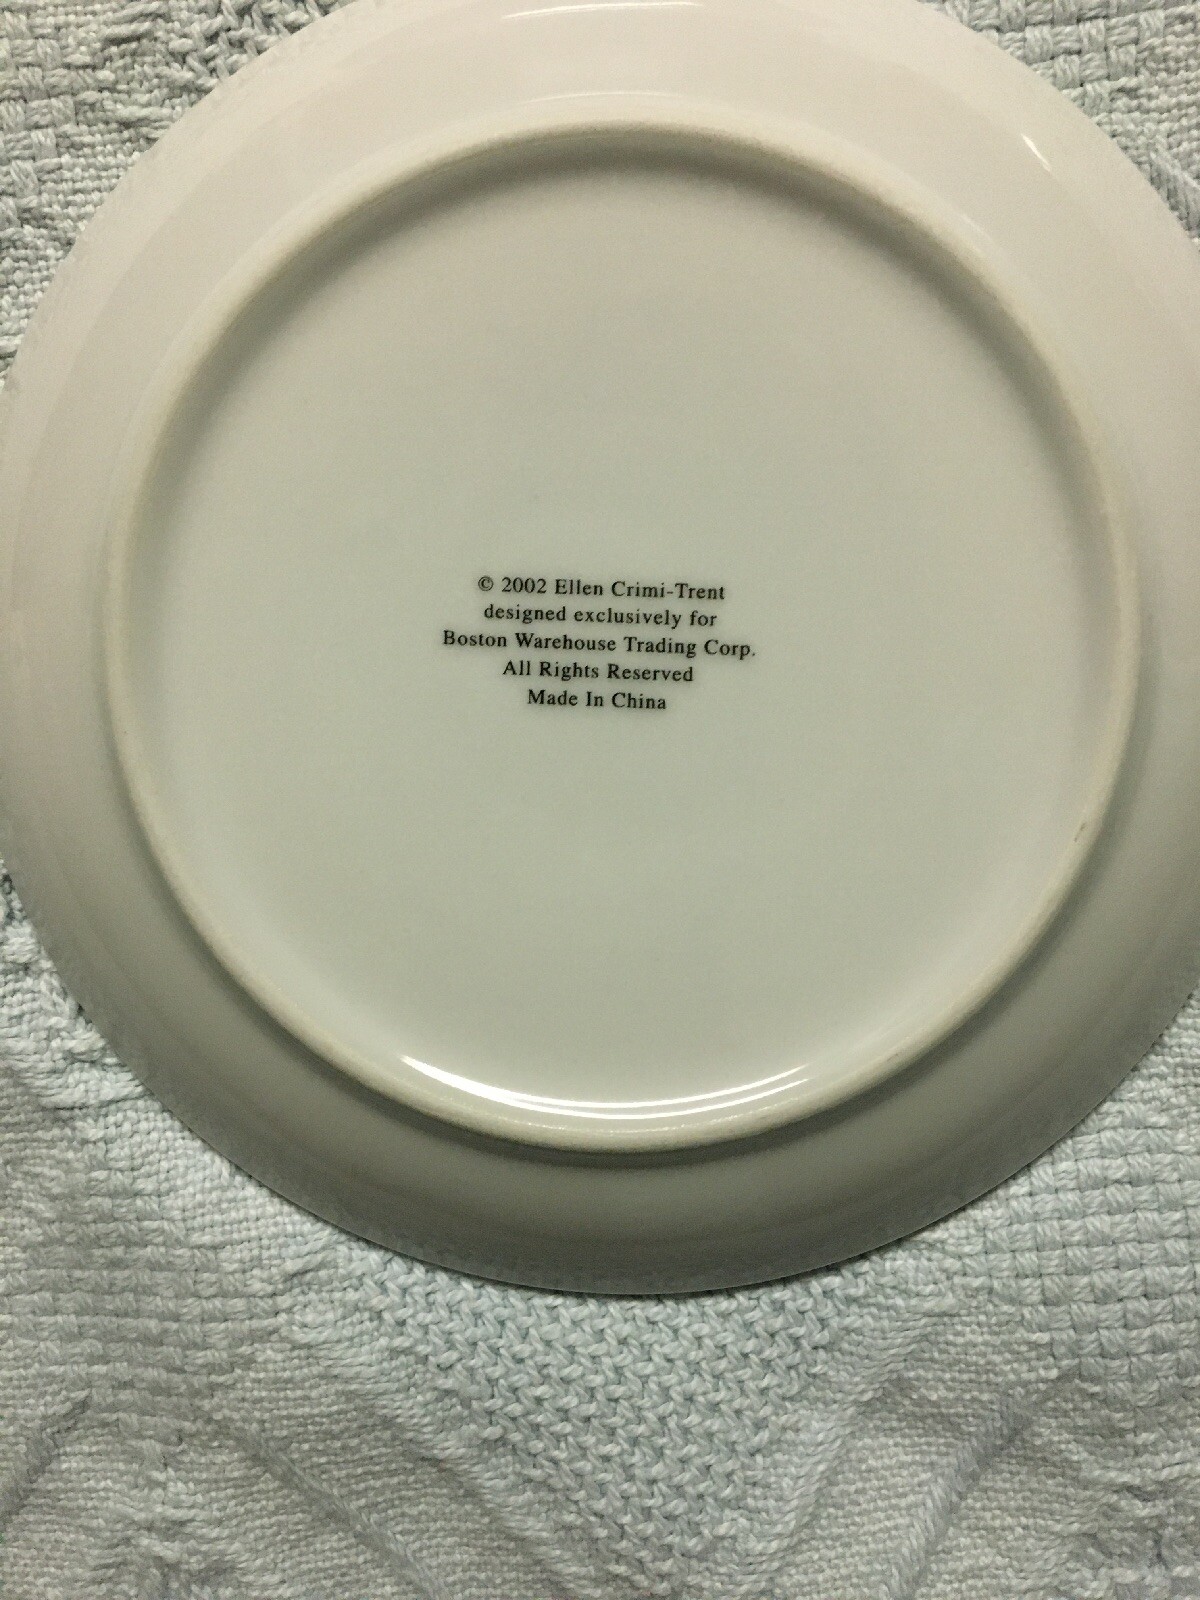 © 2002 Ellen Crimi-Trent
designed exclusively for
Boston Warehouse Trading Corp.
All Rights Reserved
Made In China